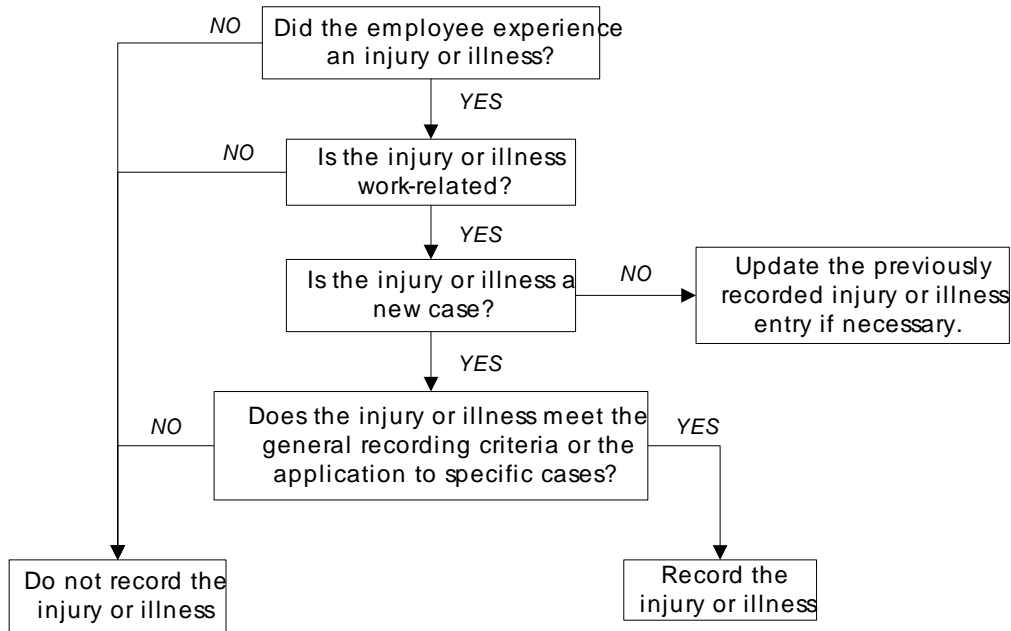 NO
Did the employee experience
an injury or illness?
YES
NO
Is the injury or illness
work-related?
YES
Is the injury or illness a
new case?
NO
Update the previously
recorded injury or illness
entry if necessary.
YES
NO
Does the injury or illness meet the
general recording criteria or the
application to specific cases?
YES
Do not record the
injury or illness
Record the
injury or illness